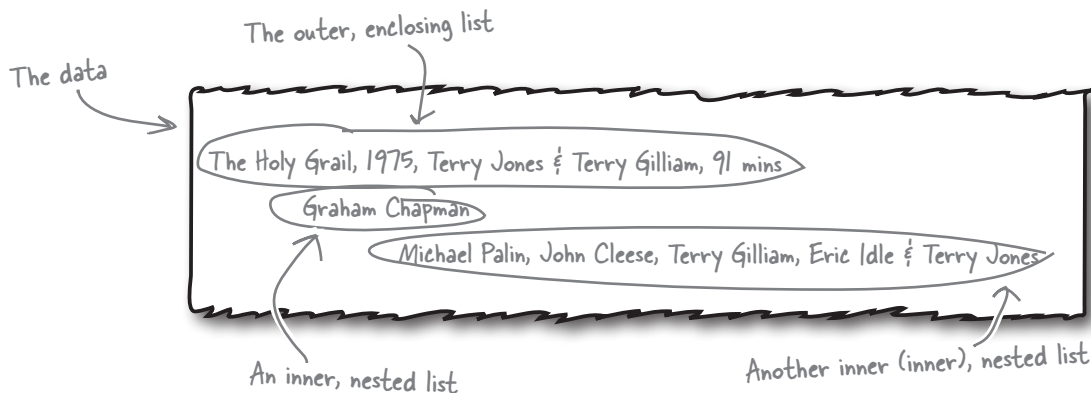 The outer, enclosing list
The data
The Holy Grail, 1975, Terry Jones & Terry Gilliam, 91 mins
Graham Chapman
Michael Palin, John Cleese, Terry Gilliam, Eric Idle & Terry Jones
An inner, nested list
Another inner (inner), nested list